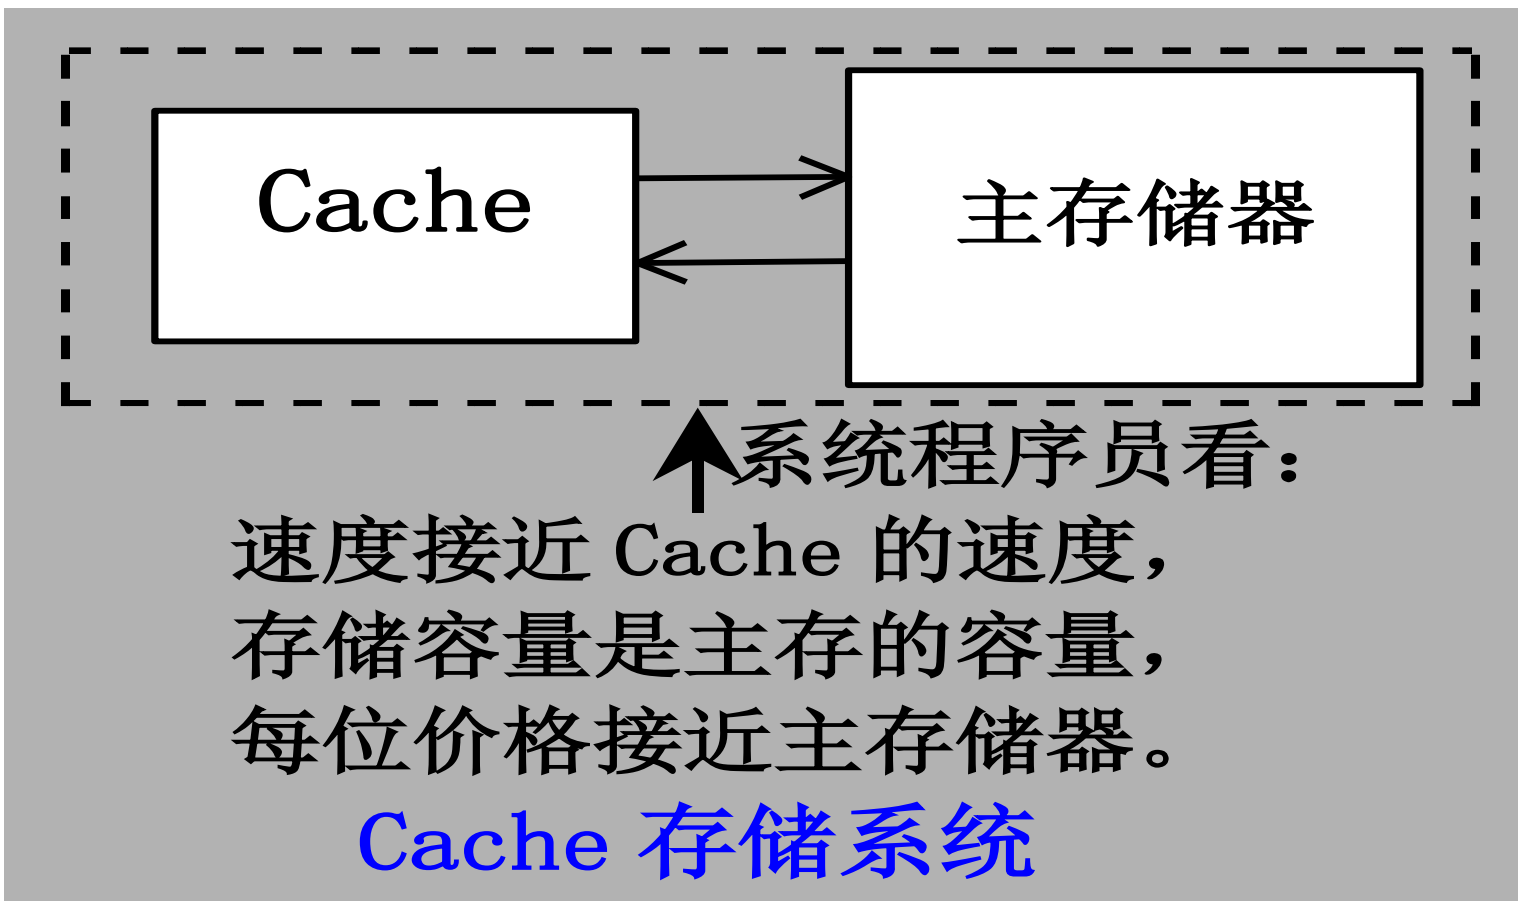 Cache
主存储器
系统程序员看：
速度接近 Cache 的速度，
存储容量是主存的容量，
每位价格接近主存储器。
Cache 存储系统